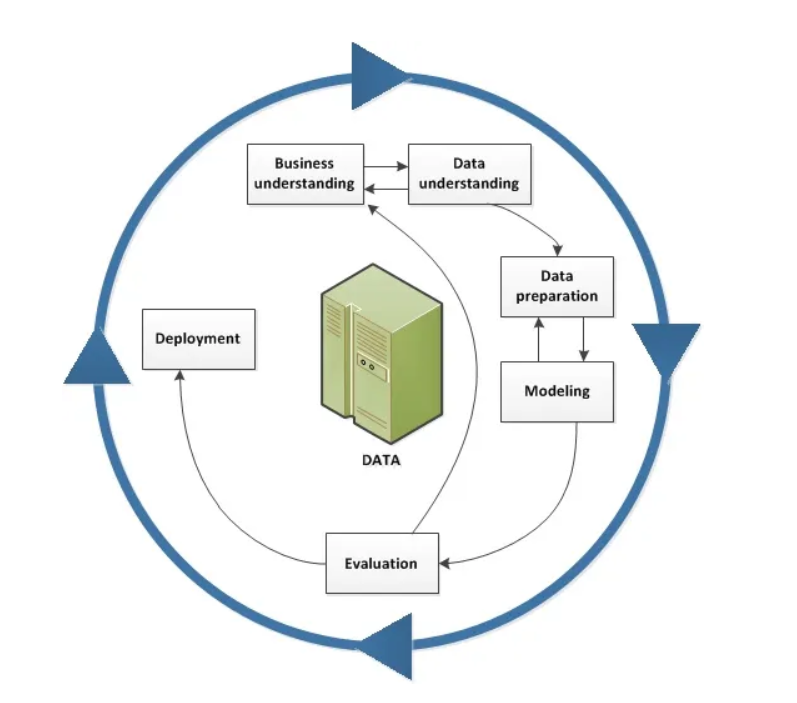 Business
understanding
Data
understanding
Data
preparation
Deployment
Modeling
DATA
Evaluation